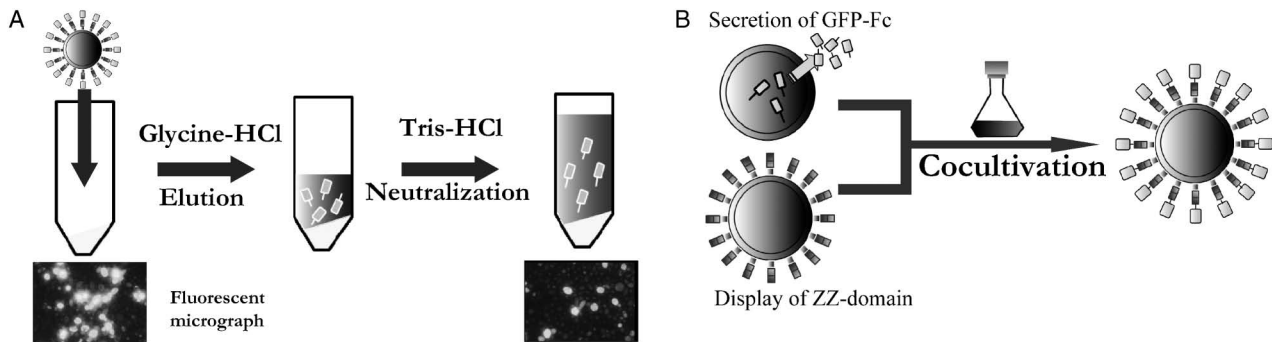 A
Glycine-HCl
Elution
Tris-HCl
Neutralization
Fluorescent
micrograph
B
Secretion of GFP-Fc
Cocultivation
Display of ZZ-domain